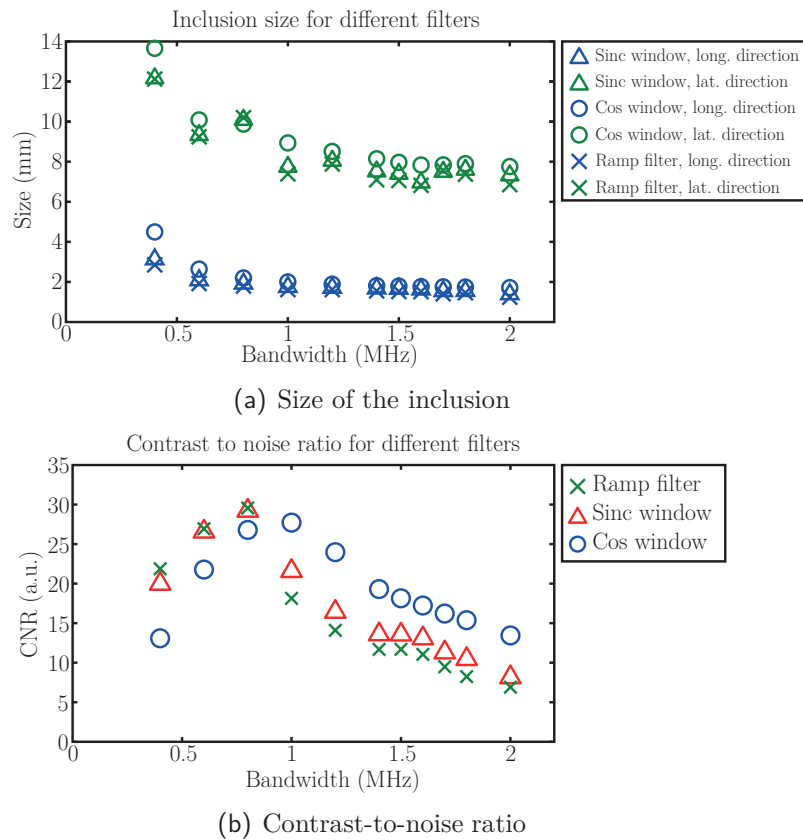 Inclusion size for different filters
14
12
10
8
6
4
2
0
Size (mm)
0
0.5
1
1.5
2
Bandwidth (MHz)
Sinc window, long. direction
Sinc window, lat. direction
Cos window, long. direction
Cos window, lat. direction
Ramp filter, long. direction
Ramp filter, lat. direction
(a) Size of the inclusion
Contrast to noise ratio for different filters
35
30
25
20
15
10
5
0
CNR (a.u.)
0
0.5
1
1.5
2
Bandwidth (MHz)
Ramp filter
Sinc window
Cos window
(b) Contrast-to-noise ratio